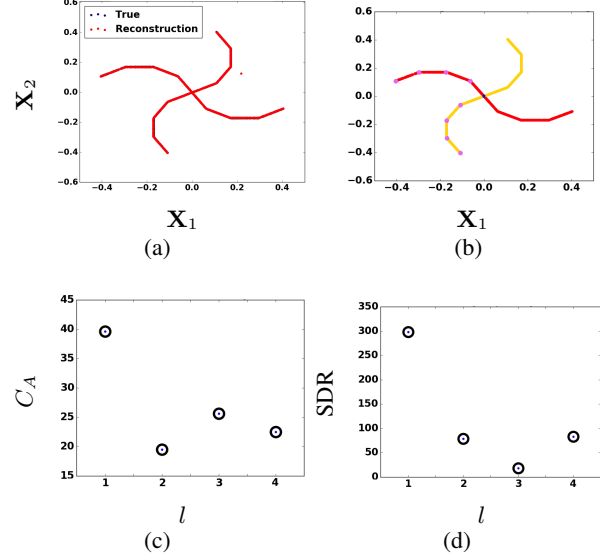 True
Reconstruction
0.6
0.4
0.2
0.0
−0.2
−0.4
−0.6
−0.4 −0.2 0.0 0.2 0.4
X₂
X₁
(a)
0.6
0.4
0.2
0.0
−0.2
−0.4
−0.6
−0.4 −0.2 0.0 0.2 0.4
X₁
(b)
45
40
35
30
25
20
15
1 2 3 4
C_A
l
(c)
350
300
250
200
150
100
50
0
1 2 3 4
SDR
l
(d)